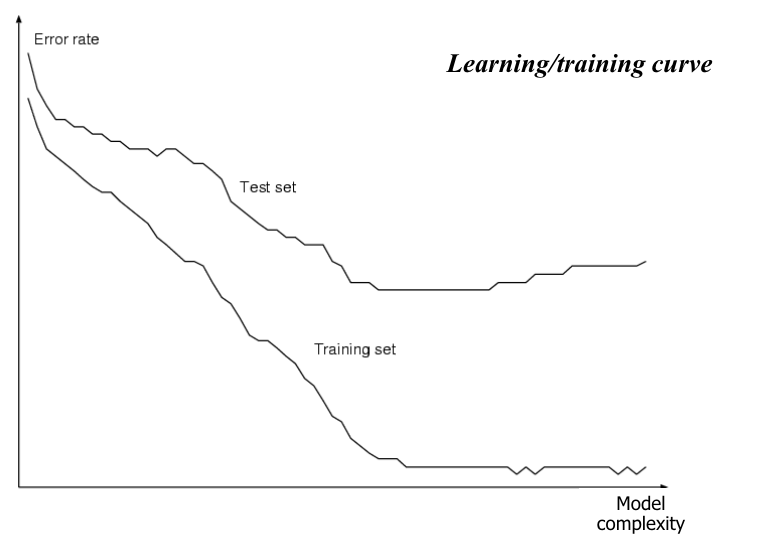 Error rate
Learning/training curve
Test set
Training set
Model
complexity